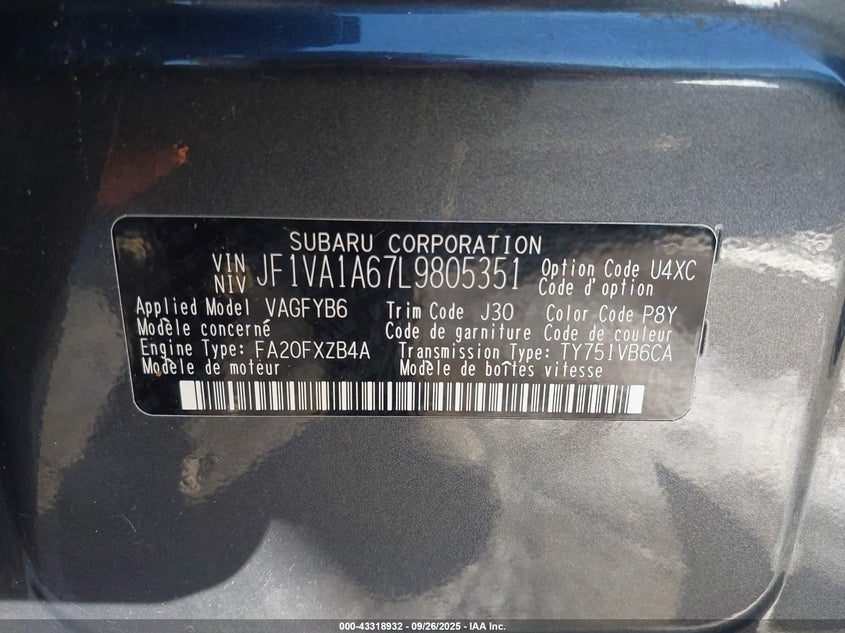 SUBARU CORPORATION
VIN NIV JF1VA1A67L9805351 Option Code U4XC
Code d'option
Applied Model VAGFYB6 Trim Code J30 Color Code P8Y
Modèle concerné Code de garniture Code de couleur
Engine Type: FA20FXZB4A Transmission Type: TY751VB6CA
Modèle de moteur Modèle de boîtes vitesse
000-43318932 - 09/26/2025 - IAA Inc.